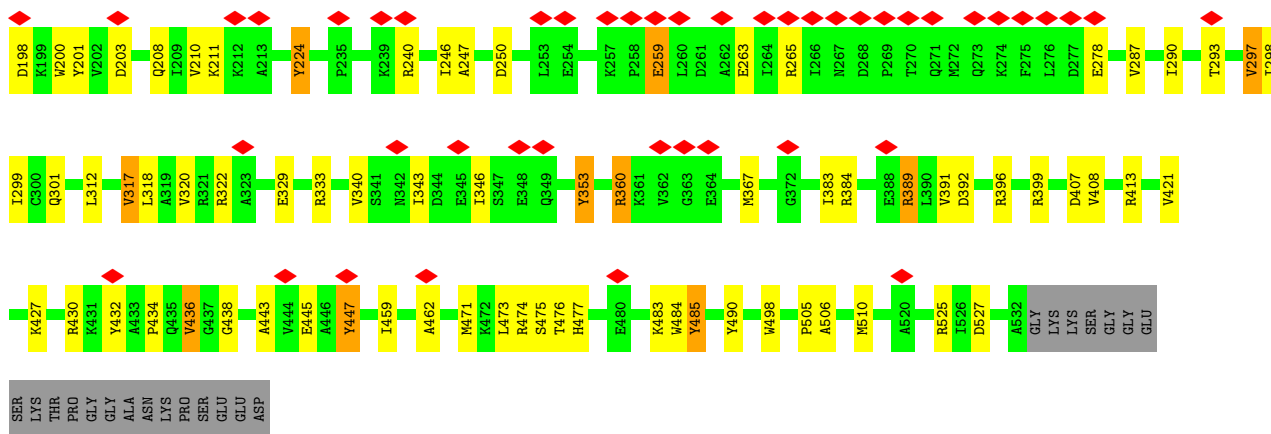 D198 K199 W200 Y201 V202 D203 Q208 I209 V210 K211 K212 A213 Y224 P235 K239 R240 I246 A247 D250 L253 E254 K257 P258 E259 L260 D261 A262 E263 I264 R265 I266 N267 D268 P269 T270 Q271 M272 Q273 K274 F275 L276 D277 E278 V287 I290 T293 V297 I298
I299 C300 Q301 L312 V317 L318 A319 V320 R321 R322 A323 E329 R333 V340 S341 N342 I343 D344 E345 I346 S347 E348 Q349 Y353 R360 K361 V362 G363 E364 M367 G372 I383 R384 E388 R389 L390 V391 D392 R396 R399 D407 V408 R413 V421
K427 R430 K431 Y432 A433 P434 Q435 V436 G437 G438 A443 V444 E445 A446 Y447 I459 A462 M471 K472 L473 R474 S475 T476 H477 E480 K483 W484 Y485 Y490 W498 P505 A506 M510 A520 R525 I526 D527 A532 GLY LYS LYS SER GLY GLY GLU
SER LYS THR PRO GLY GLY ALA ASN LYS PRO SER GLU GLU ASP